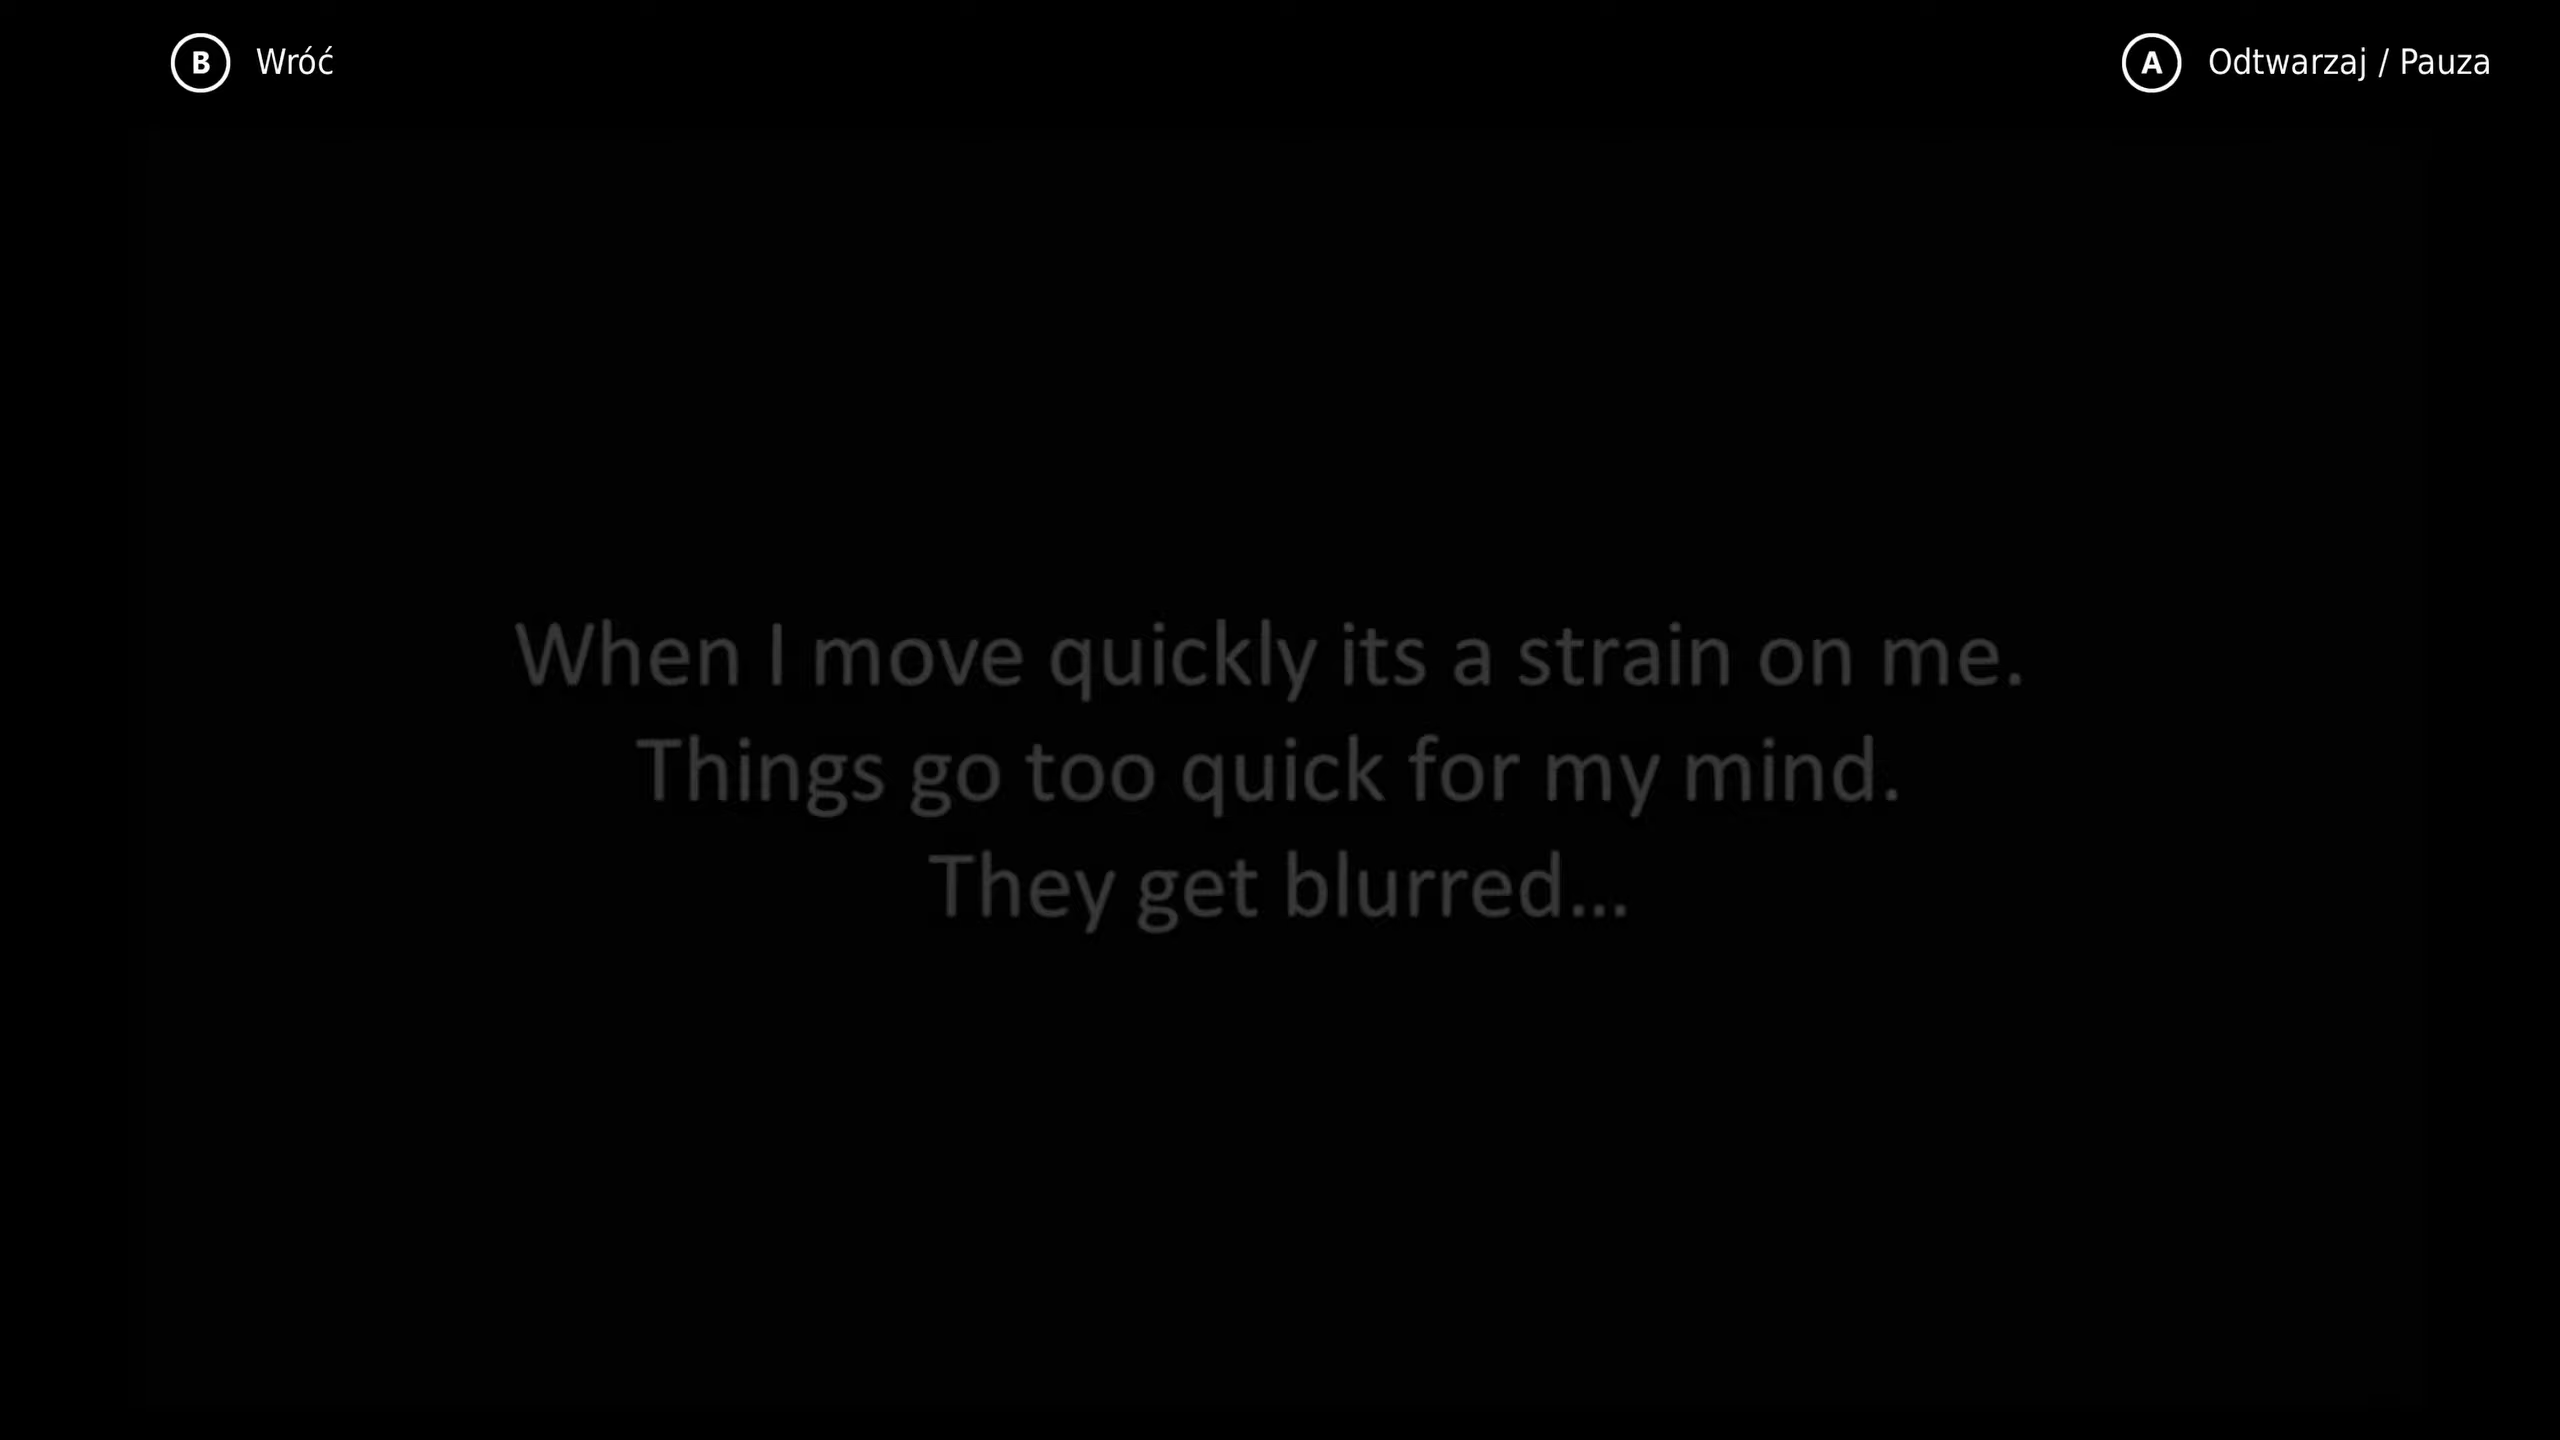 B Wróć
A Odtwarzaj / Pauza
When I move quickly its a strain on me.
Things go too quick for my mind.
They get blurred...